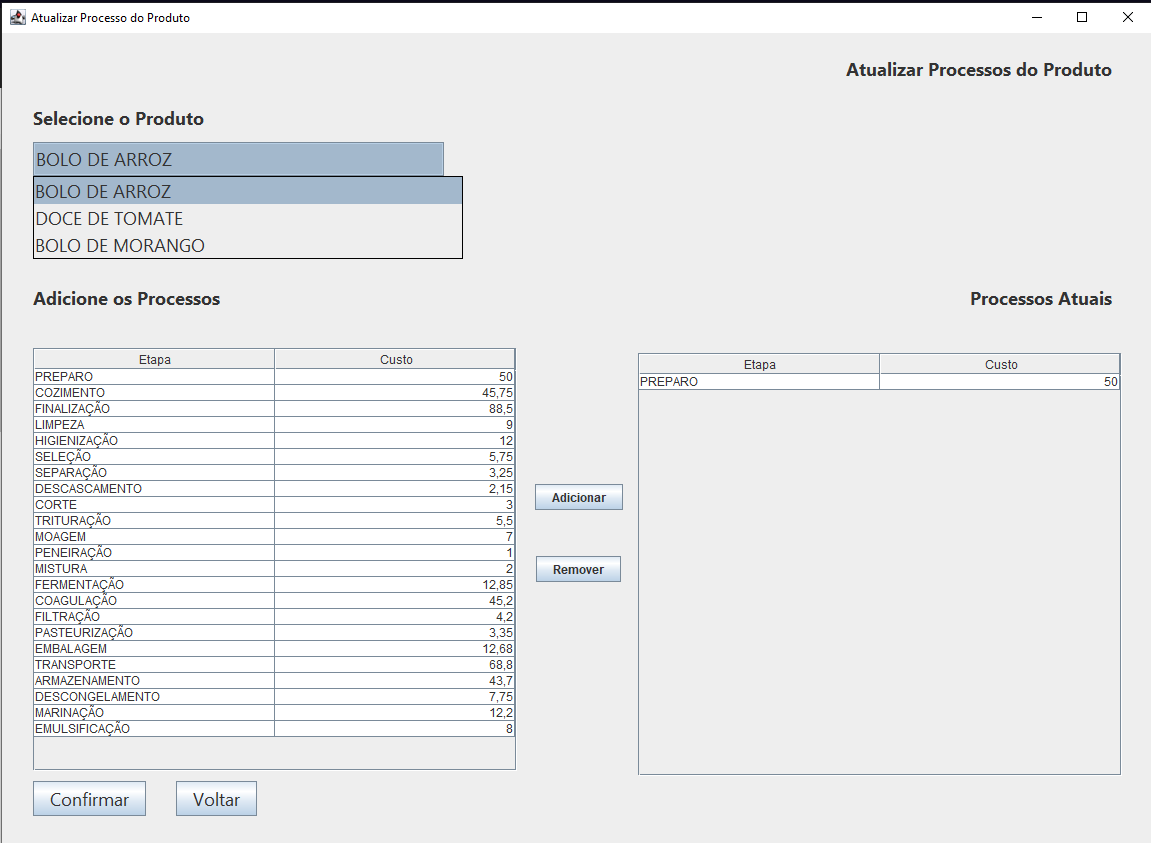 Atualizar Processo do Produto
Atualizar Processos do Produto
Selecione o Produto
BOLO DE ARROZ
BOLO DE ARROZ
DOCE DE TOMATE
BOLO DE MORANGO
Adicione os Processos
Processos Atuais
Etapa Custo
PREPARO 50
COZIMENTO 45,75
FINALIZAÇÃO 88,5
LIMPEZA 9
HIGIENIZAÇÃO 12
SELEÇÃO 5,75
SEPARAÇÃO 3,25
DESCASCAMENTO 2,15
CORTE 3
TRITURAÇÃO 5,5
MOAGEM 7
PENEIRAÇÃO 1
MISTURA 2
FERMENTAÇÃO 12,85
COAGULAÇÃO 45,2
FILTRAÇÃO 4,2
PASTEURIZAÇÃO 3,35
EMBALAGEM 12,68
TRANSPORTE 68,8
ARMAZENAMENTO 43,7
DESCONGELAMENTO 7,75
MARINAÇÃO 12,2
EMULSIFICAÇÃO 8
Adicionar
Remover
Etapa Custo
PREPARO 50
Confirmar Voltar